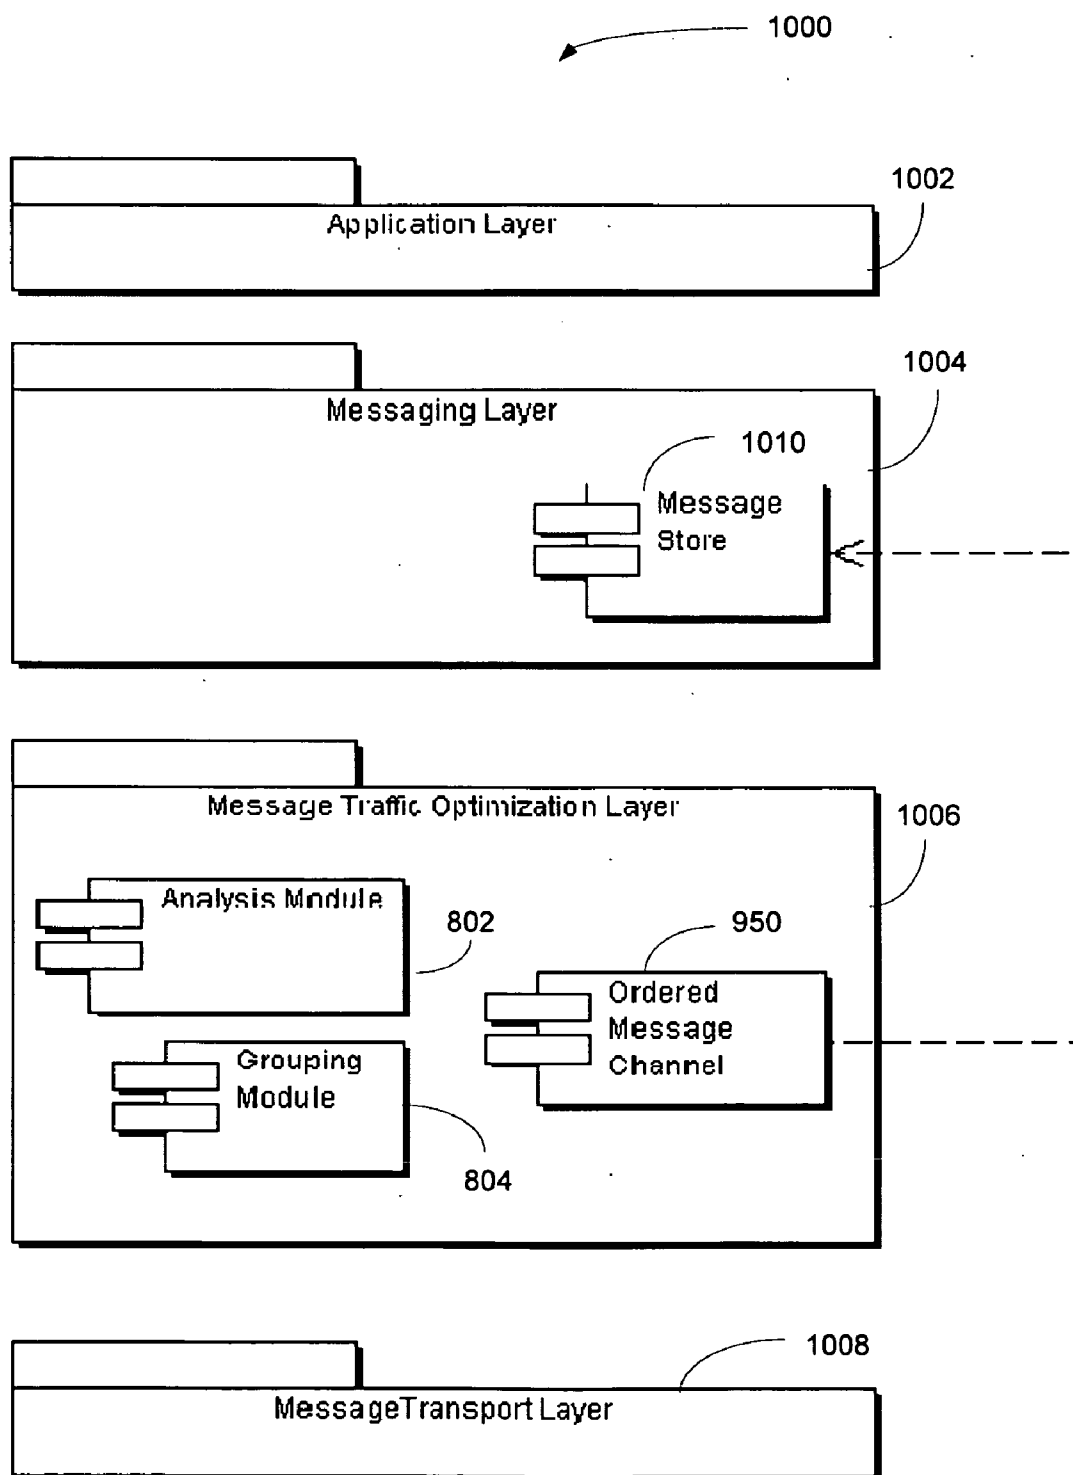 1000
1002
Application Layer
1004
Messaging Layer
1010
Message
Store
Message Traffic Optimization Layer
1006
Analysis Module
802
950
Ordered
Message
Channel
Grouping
Module
804
1008
MessageTransport Layer